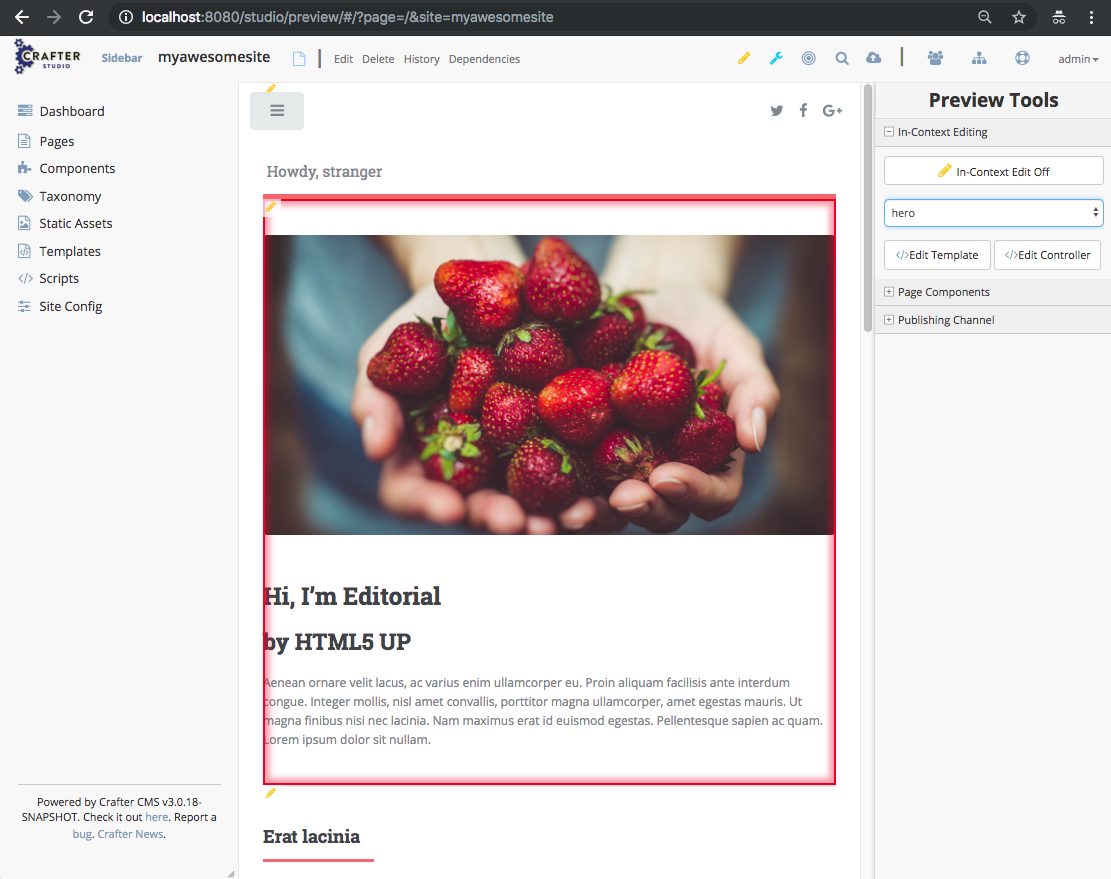 localhost:8080/studio/preview/#/?page=/&site=myawesomesite
CRAFTER STUDIO
Sidebar
myawesomesite
Edit
Delete
History
Dependencies
admin
Dashboard
Pages
Components
Taxonomy
Static Assets
Templates
Scripts
Site Config
Powered by Crafter CMS v3.0.18-
SNAPSHOT. Check it out here. Report a
bug. Crafter News.
G+
Howdy, stranger
Hi, I’m Editorial
by HTML5 UP
Aenean ornare velit lacus, ac varius enim ullamcorper eu. Proin aliquam facilisis ante interdum
congue. Integer mollis, nisl amet convallis, porttitor magna ullamcorper, amet egestas mauris. Ut
magna finibus nisi nec lacinia. Nam maximus erat id euismod egestas. Pellentesque sapien ac quam.
Lorem ipsum dolor sit nullam.
Erat lacinia
Preview Tools
In-Context Editing
In-Context Edit Off
hero
</>Edit Template
</>Edit Controller
Page Components
Publishing Channel